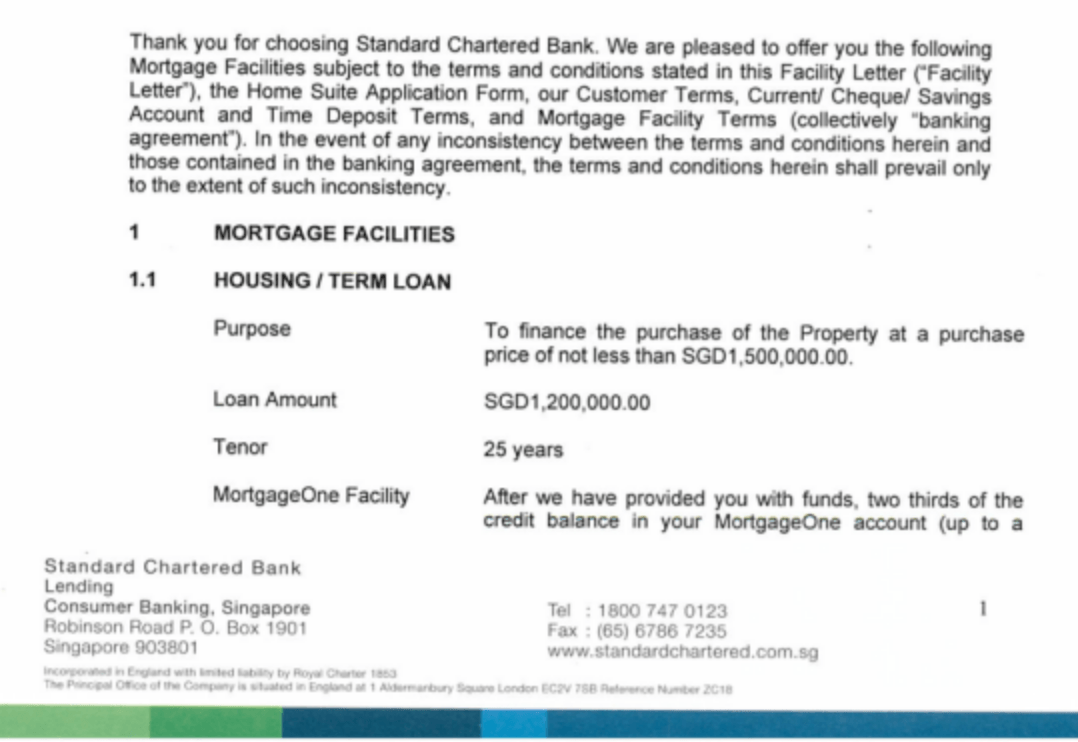 Thank you for choosing Standard Chartered Bank. We are pleased to offer you the following
Mortgage Facilities subject to the terms and conditions stated in this Facility Letter ("Facility
Letter"), the Home Suite Application Form, our Customer Terms, Current/ Cheque/ Savings
Account and Time Deposit Terms, and Mortgage Facility Terms (collectively "banking
agreement"). In the event of any inconsistency between the terms and conditions herein and
those contained in the banking agreement, the terms and conditions herein shall prevail only
to the extent of such inconsistency.
1 MORTGAGE FACILITIES
1.1 HOUSING / TERM LOAN
Purpose To finance the purchase of the Property at a purchase
price of not less than SGD1,500,000.00.
Loan Amount SGD1,200,000.00
Tenor 25 years
MortgageOne Facility After we have provided you with funds, two thirds of the
credit balance in your MortgageOne account (up to a
Standard Chartered Bank
Lending
Consumer Banking, Singapore
Robinson Road P. O. Box 1901
Singapore 903801
Tel : 1800 747 0123
Fax : (65) 6786 7235
www.standardchartered.com.sg
1
Incorporated in England with limited liability by Royal Charter 1853
The Principal Office of the Company is situated in England at 1 Aldermanbury Square London EC2V 7SB Reference Number ZC18